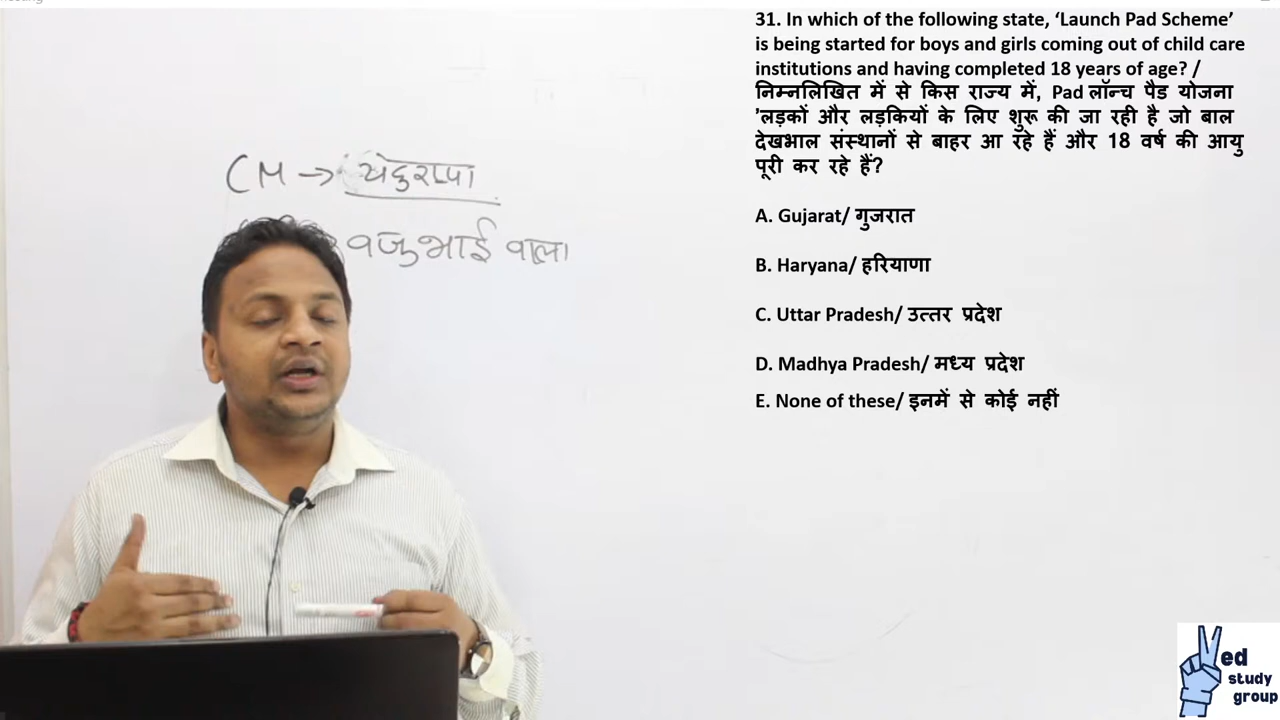 CM → येदुरप्पा
वजुभाई वाला
31. In which of the following state, ‘Launch Pad Scheme’
is being started for boys and girls coming out of child care
institutions and having completed 18 years of age? /
निम्नलिखित में से किस राज्य में, Pad लॉन्च पैड योजना
'लड़कों और लड़कियों के लिए शुरू की जा रही है जो बाल
देखभाल संस्थानों से बाहर आ रहे हैं और 18 वर्ष की आयु
पूरी कर रहे हैं?
A. Gujarat/ गुजरात
B. Haryana/ हरियाणा
C. Uttar Pradesh/ उत्तर प्रदेश
D. Madhya Pradesh/ मध्य प्रदेश
E. None of these/ इनमें से कोई नहीं
Ved
study
group